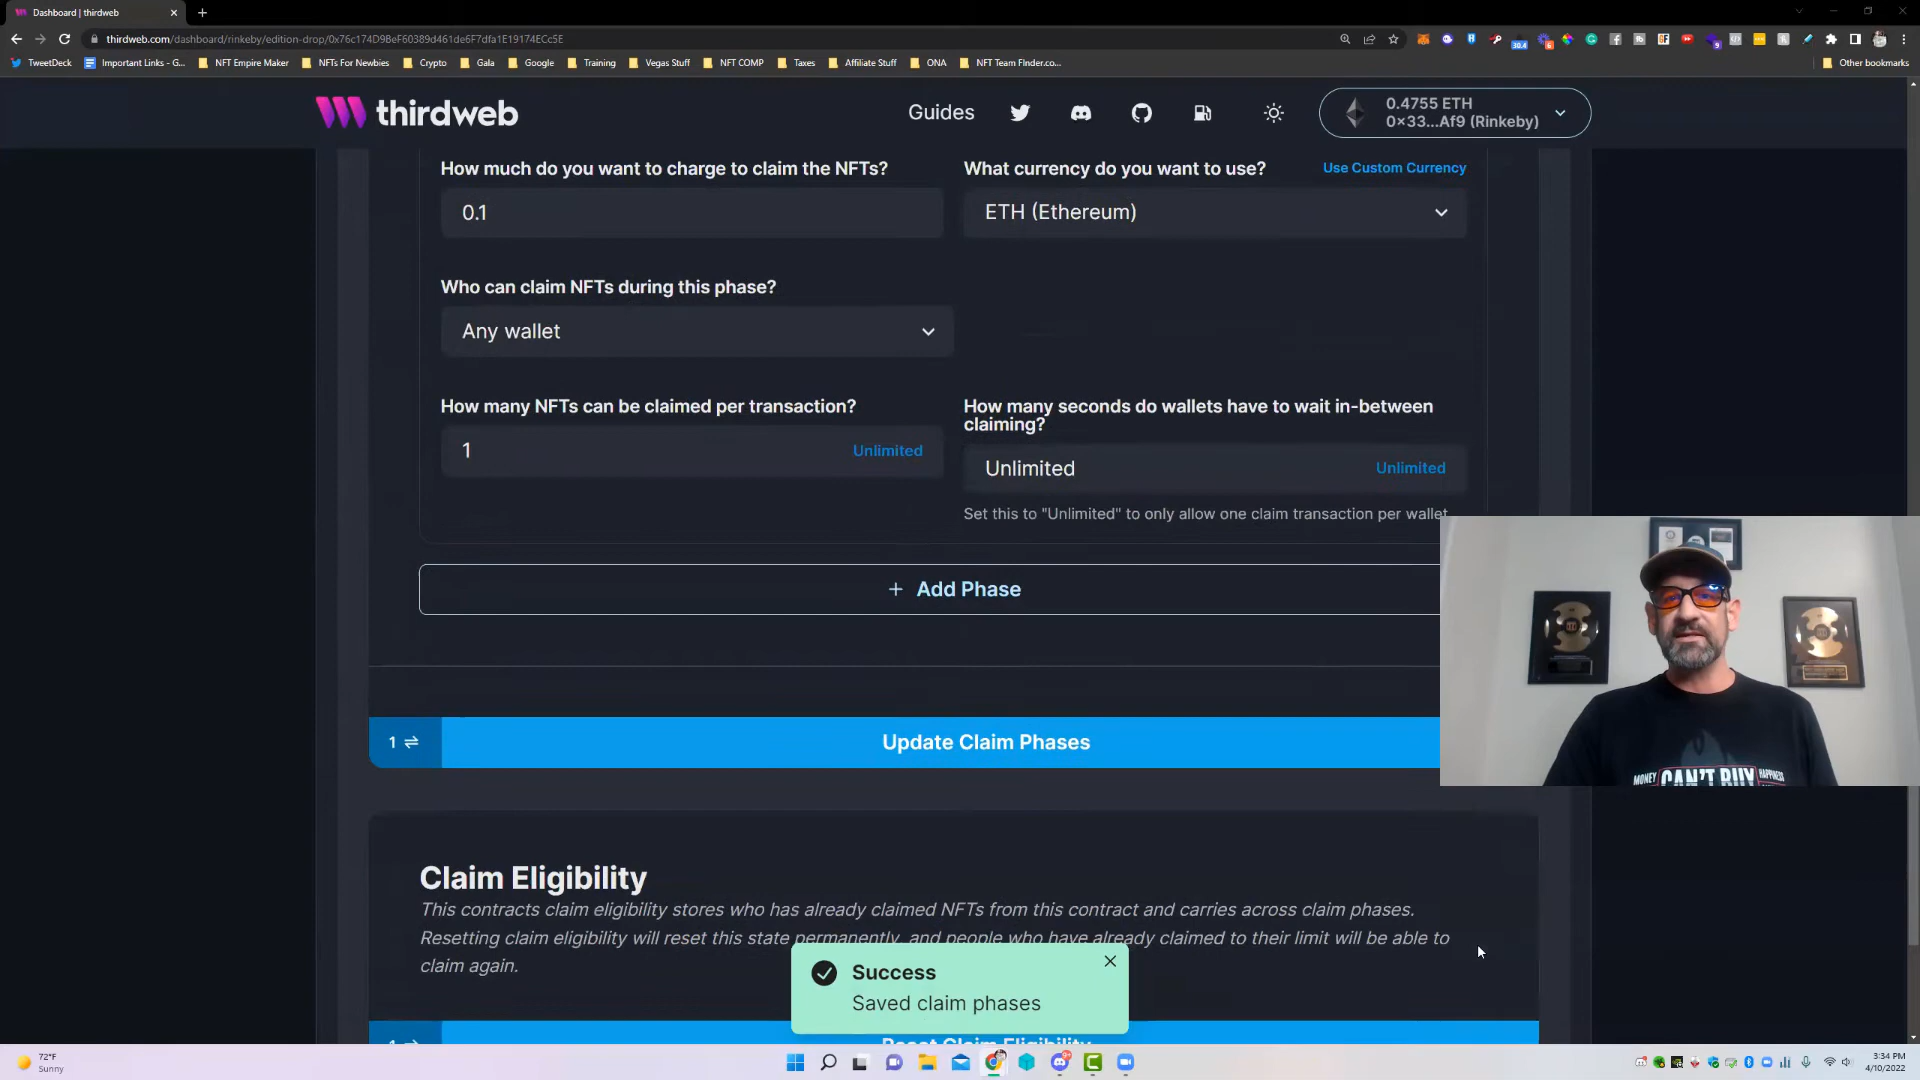 Dashboard | thirdweb
thirdweb.com/dashboard/rinkeby/edition-drop/0x76c174D9BeF60389d461de6F7dfa1E19174ECc5E
TweetDeck
Important Links - G...
NFT Empire Maker
NFTs For Newbies
Crypto
Gala
Google
Training
Vegas Stuff
NFT COMP
Taxes
Affiliate Stuff
ONA
NFT Team FInder.co...
Other bookmarks
thirdweb
Guides
0.4755 ETH
0x33...Af9 (Rinkeby)
How much do you want to charge to claim the NFTs?
What currency do you want to use?
Use Custom Currency
0.1
ETH (Ethereum)
Who can claim NFTs during this phase?
Any wallet
How many NFTs can be claimed per transaction?
How many seconds do wallets have to wait in-between
claiming?
1
Unlimited
Unlimited
Unlimited
Set this to "Unlimited" to only allow one claim transaction per wallet
+ Add Phase
1
Update Claim Phases
MONEY CAN'T BUY HAPPINESS
Claim Eligibility
This contracts claim eligibility stores who has already claimed NFTs from this contract and carries across claim phases.
Resetting claim eligibility will reset this state permanently, and people who have already claimed to their limit will be able to
claim again.
Success
Saved claim phases
Reset Claim Eligibility
72°F
Sunny
3:34 PM
4/10/2022